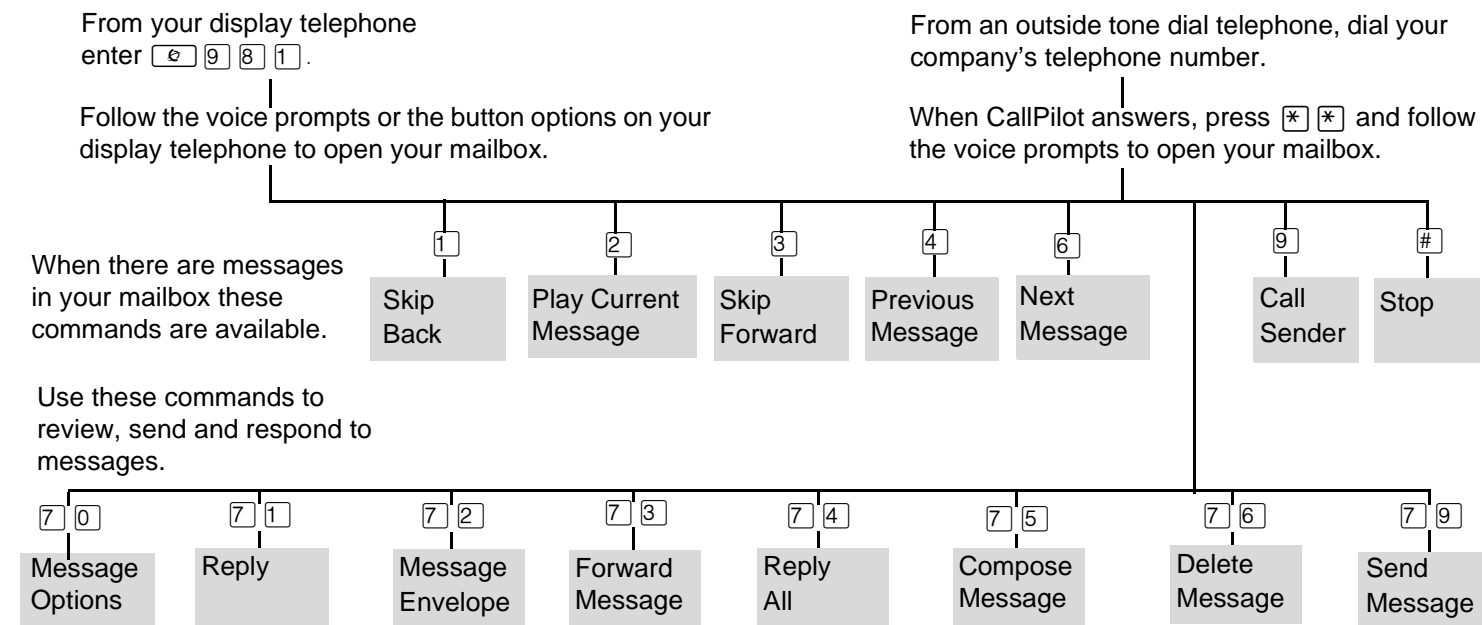 From your display telephone
enter 9 8 1 .
From an outside tone dial telephone, dial your
company's telephone number.
Follow the voice prompts or the button options on your
display telephone to open your mailbox.
When CallPilot answers, press * * and follow
the voice prompts to open your mailbox.
When there are messages
in your mailbox these
commands are available.
1
Skip
Back
2
Play Current
Message
3
Skip
Forward
4
Previous
Message
6
Next
Message
9
Call
Sender
#
Stop
Use these commands to
review, send and respond to
messages.
7 0
Message
Options
7 1
Reply
7 2
Message
Envelope
7 3
Forward
Message
7 4
Reply
All
7 5
Compose
Message
7 6
Delete
Message
7 9
Send
Message